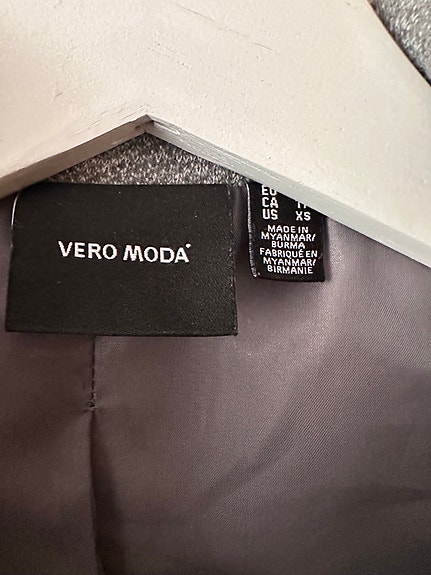 VERO MODA
EU
CA
US XS
MADE IN
MYANMAR/
BURMA
FABRIQUÉ EN
MYANMAR/
BIRMANIE